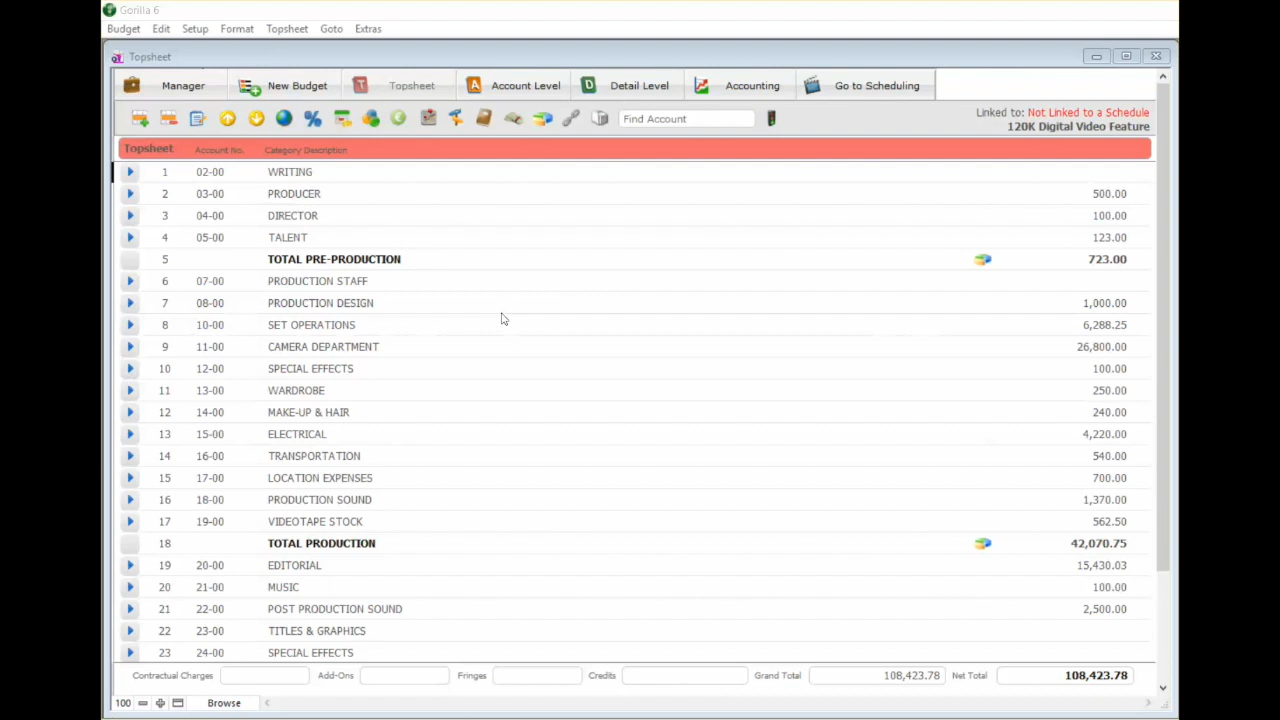 Gorilla 6
Budget Edit Setup Format Topsheet Goto Extras
Topsheet
Manager New Budget Topsheet Account Level Detail Level Accounting Go to Scheduling
Find Account
Linked to: Not Linked to a Schedule
120K Digital Video Feature
Topsheet Account No. Category Description
1 02-00 WRITING
2 03-00 PRODUCER 500.00
3 04-00 DIRECTOR 100.00
4 05-00 TALENT 123.00
5 TOTAL PRE-PRODUCTION 723.00
6 07-00 PRODUCTION STAFF
7 08-00 PRODUCTION DESIGN 1,000.00
8 10-00 SET OPERATIONS 6,288.25
9 11-00 CAMERA DEPARTMENT 26,800.00
10 12-00 SPECIAL EFFECTS 100.00
11 13-00 WARDROBE 250.00
12 14-00 MAKE-UP & HAIR 240.00
13 15-00 ELECTRICAL 4,220.00
14 16-00 TRANSPORTATION 540.00
15 17-00 LOCATION EXPENSES 700.00
16 18-00 PRODUCTION SOUND 1,370.00
17 19-00 VIDEOTAPE STOCK 562.50
18 TOTAL PRODUCTION 42,070.75
19 20-00 EDITORIAL 15,430.03
20 21-00 MUSIC 100.00
21 22-00 POST PRODUCTION SOUND 2,500.00
22 23-00 TITLES & GRAPHICS
23 24-00 SPECIAL EFFECTS
Contractual Charges Add-Ons Fringes Credits Grand Total 108,423.78 Net Total 108,423.78
100 Browse